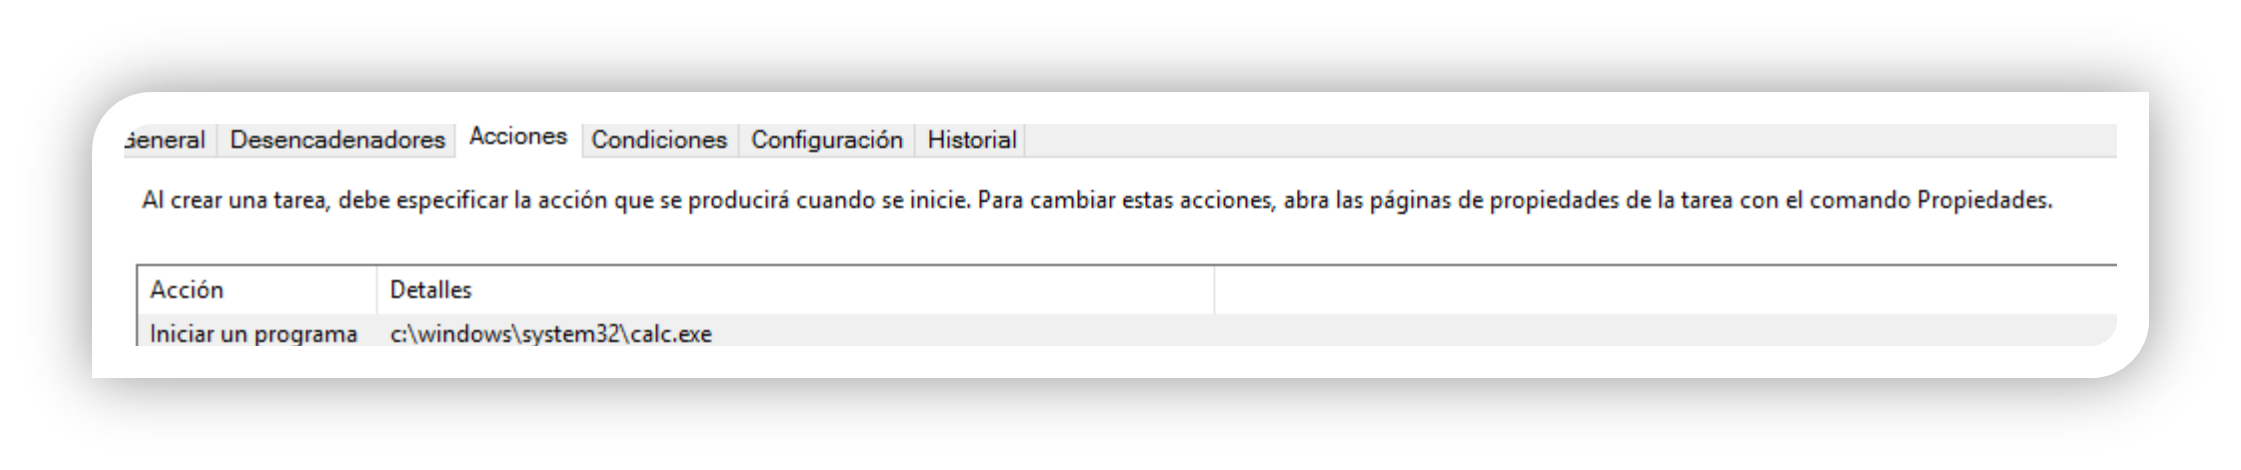 General Desencadenadores Acciones Condiciones Configuración Historial
Al crear una tarea, debe especificar la acción que se producirá cuando se inicie. Para cambiar estas acciones, abra las páginas de propiedades de la tarea con el comando Propiedades.
Acción Detalles
Iniciar un programa c:\windows\system32\calc.exe